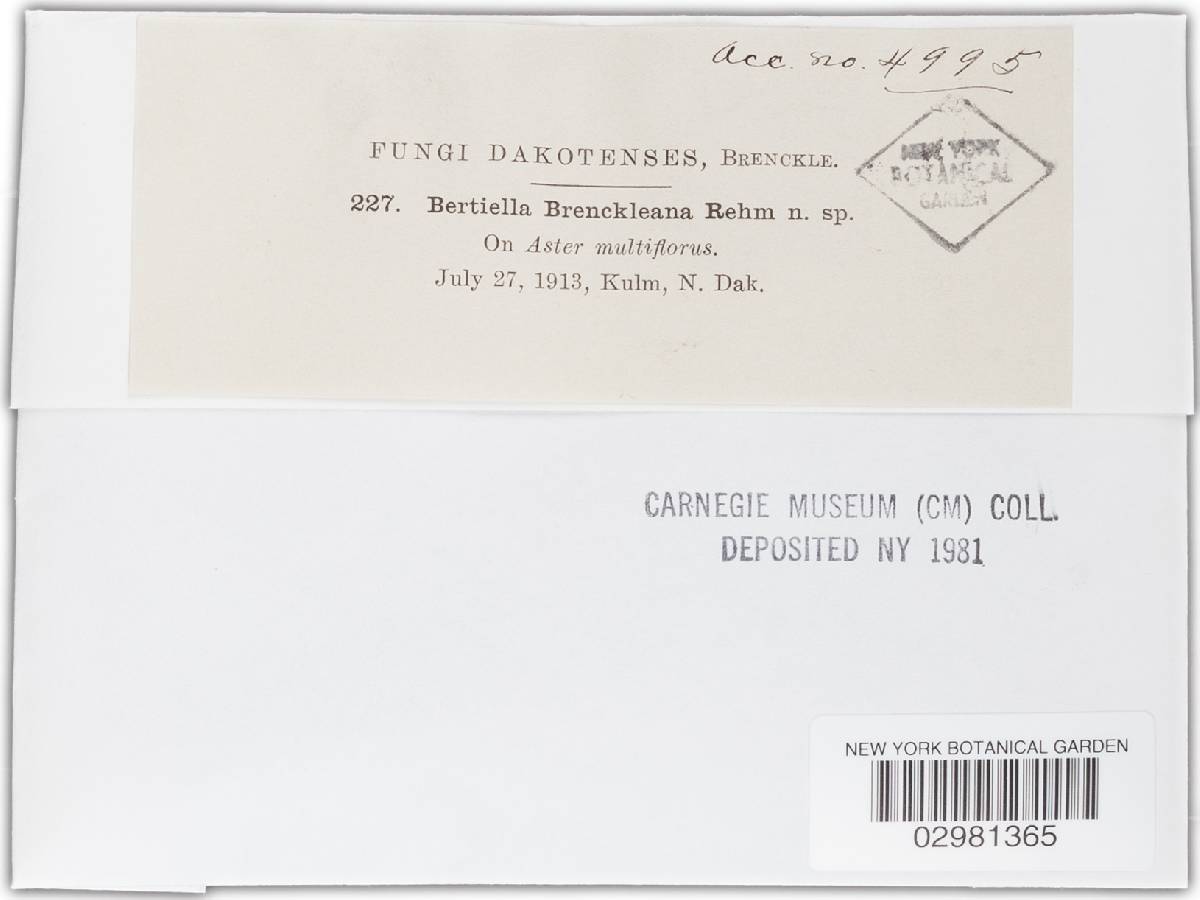 Acc. no. 4995
FUNGI DAKOTENSES, BRENCKLE.
NEW YORK
BOTANICAL
GARDEN
227. Bertiella Brenckleana Rehm n. sp.
On Aster multiflorus.
July 27, 1913, Kulm, N. Dak.
CARNEGIE MUSEUM (CM) COLL.
DEPOSITED NY 1981
NEW YORK BOTANICAL GARDEN
02981365